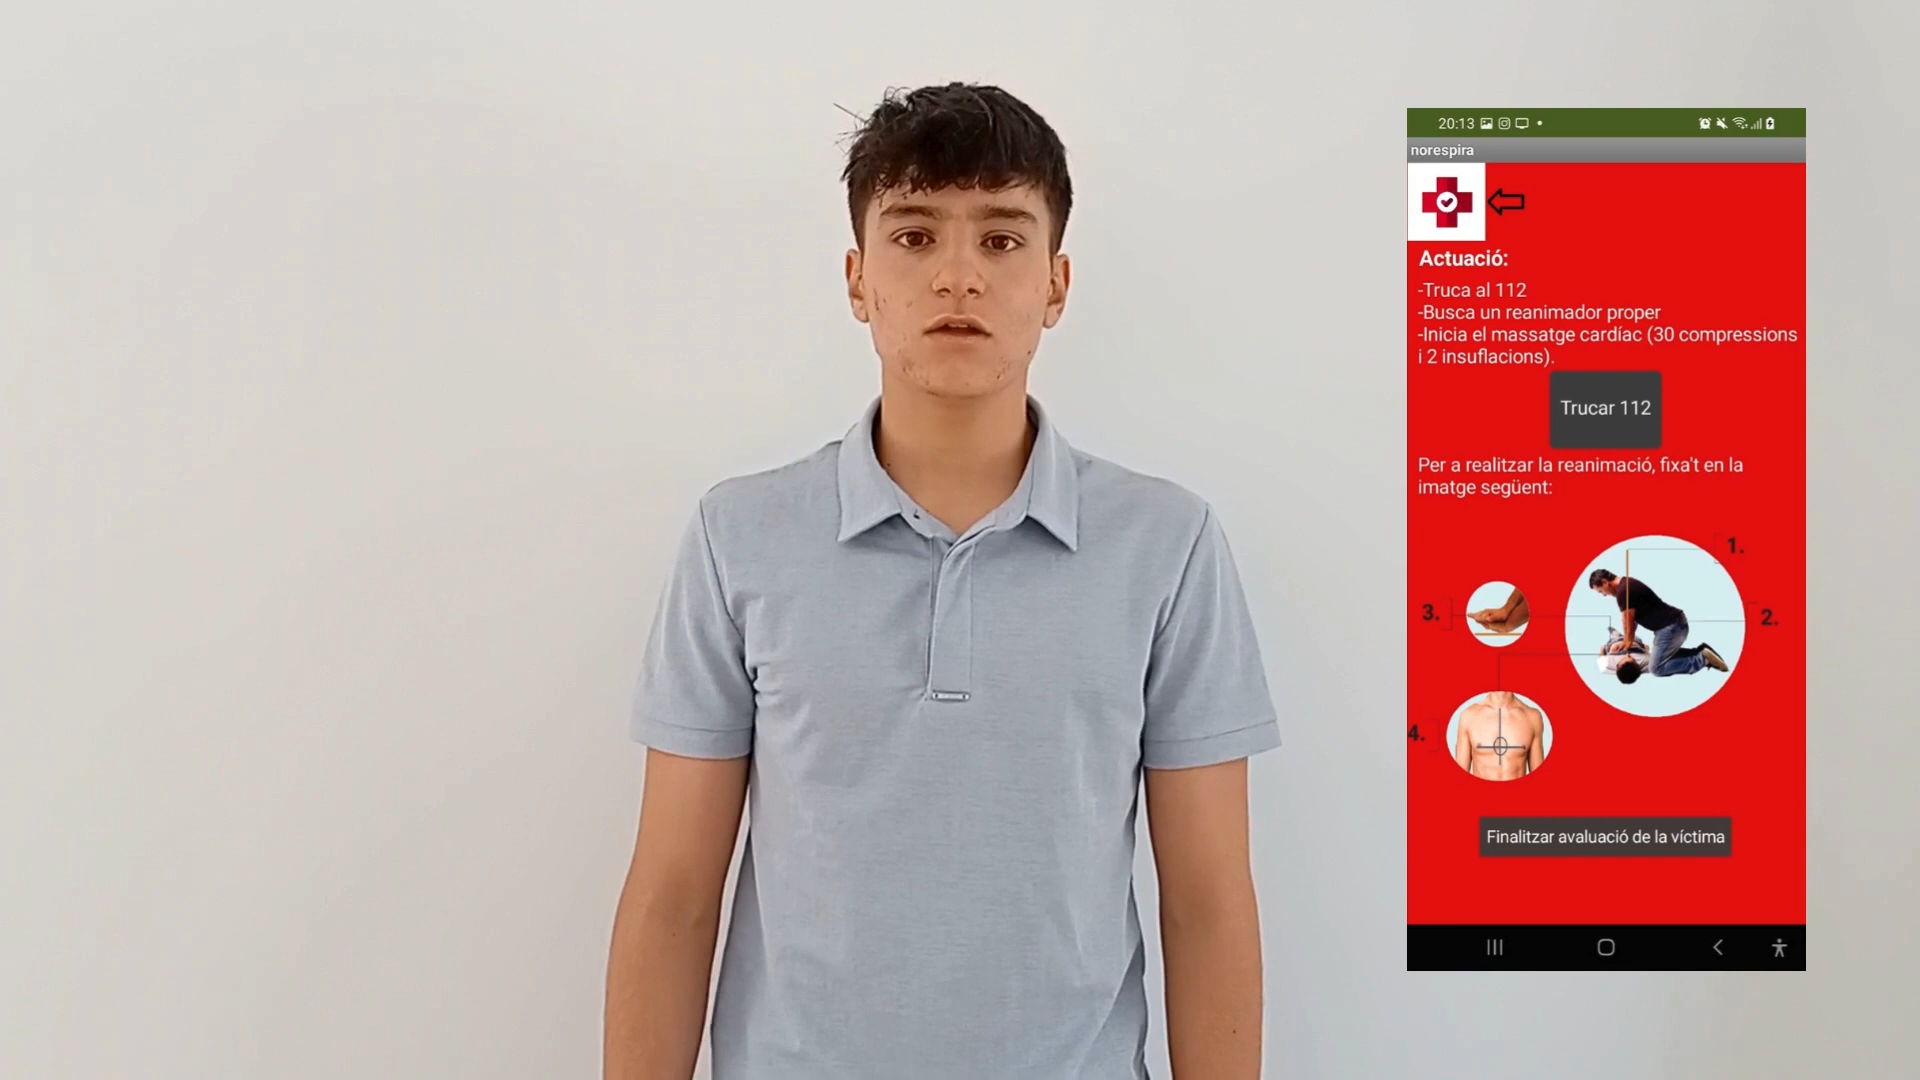 20:13
norespira
Actuació:
-Truca al 112
-Busca un reanimador proper
-Inicia el massatge cardíac (30 compressions
i 2 insuflacions).
Trucar 112
Per a realitzar la reanimació, fixa't en la
imatge següent:
1.
3.
2.
4.
Finalitzar avaluació de la víctima